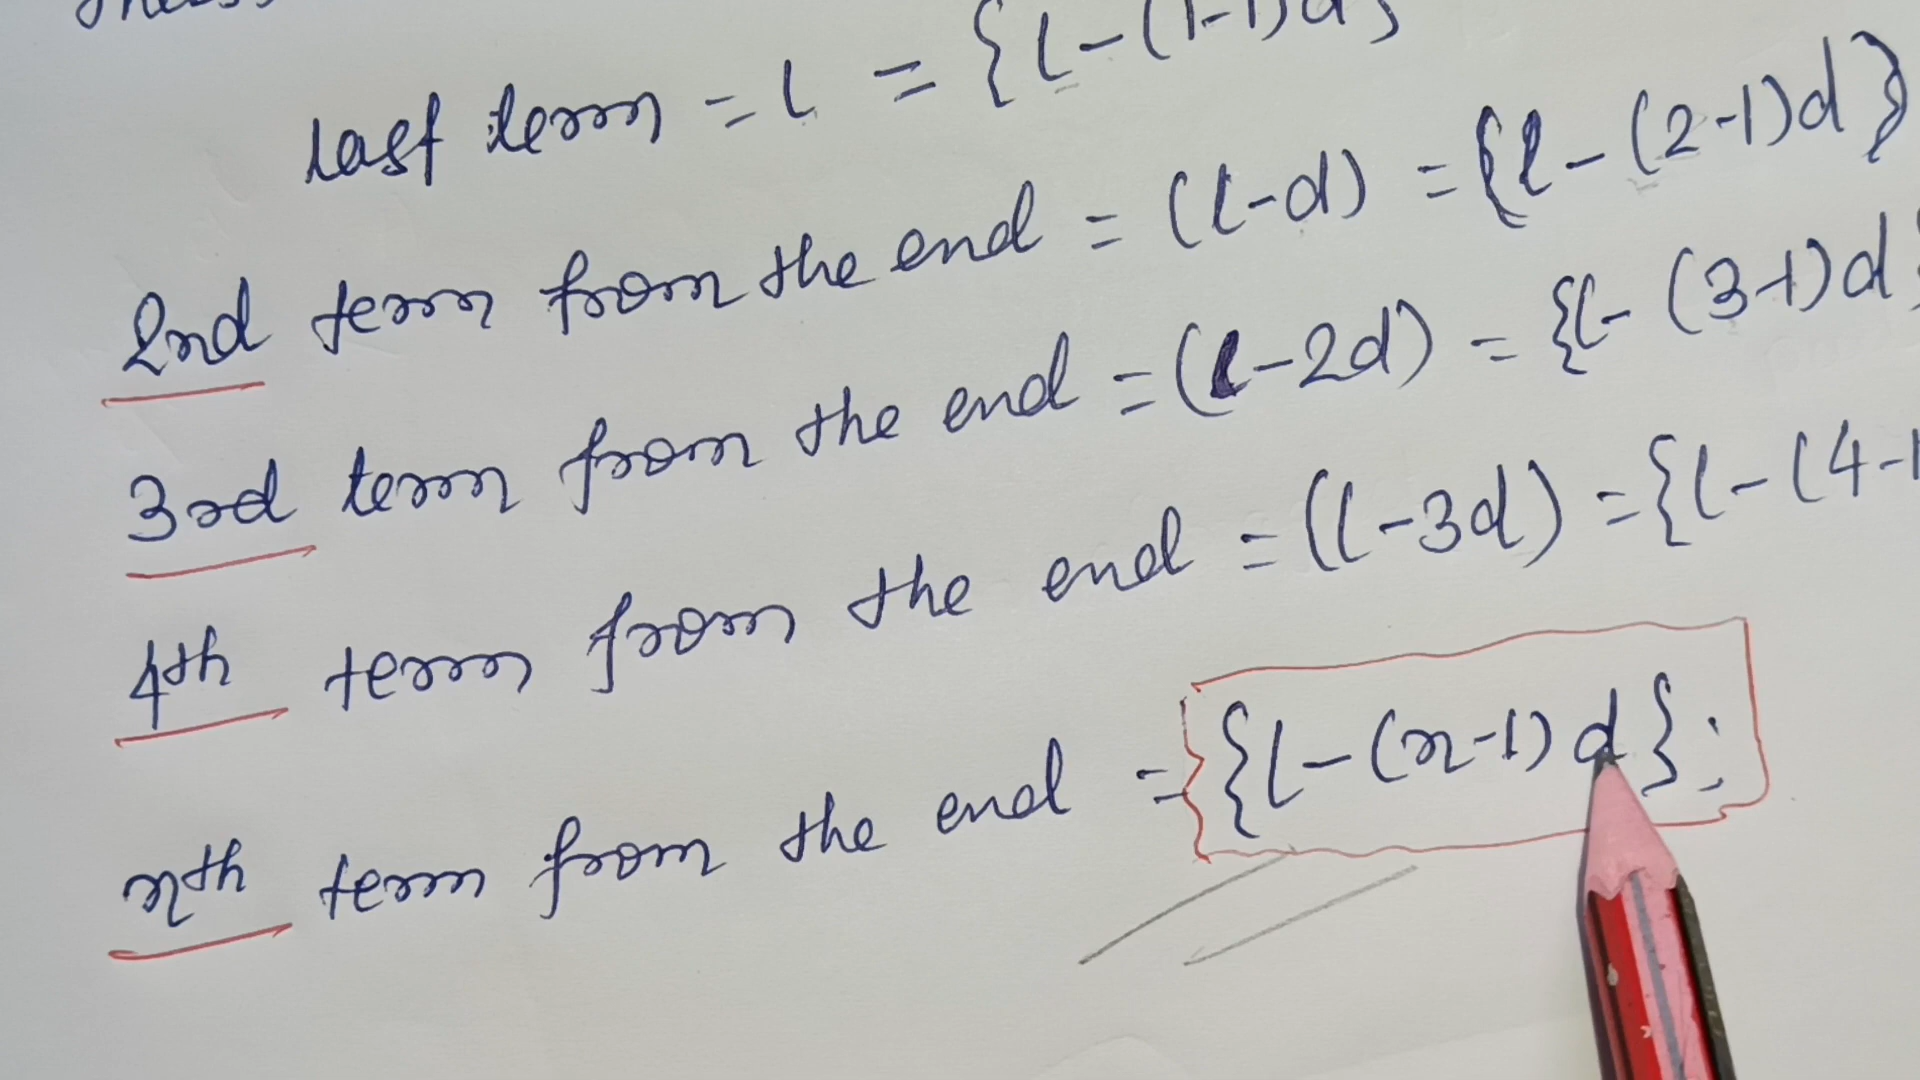 last term = l = {l-(1-1)d}
2nd term from the end = (l-d) = {l-(2-1)d}
3rd term from the end = (l-2d) = {l-(3-1)d}
4th term from the end = (l-3d) = {l-(4-1
nth term from the end = {l-(n-1)d}.